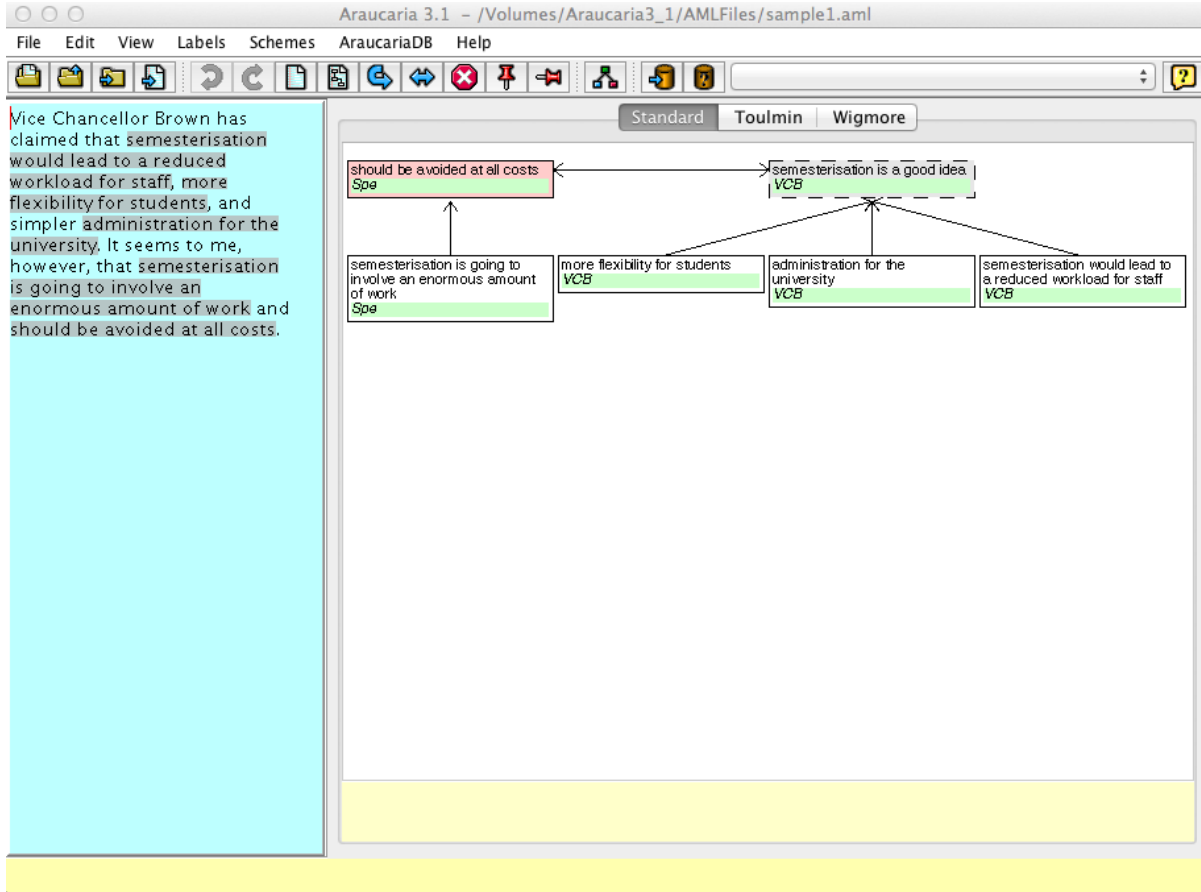 Araucaria 3.1 – /Volumes/Araucaria3_1/AMLFiles/sample1.aml
File Edit View Labels Schemes AraucariaDB Help
Vice Chancellor Brown has
claimed that semesterisation
would lead to a reduced
workload for staff, more
flexibility for students, and
simpler administration for the
university. It seems to me,
however, that semesterisation
is going to involve an
enormous amount of work and
should be avoided at all costs.
Standard Toulmin Wigmore
should be avoided at all costs
Spe
semesterisation is a good idea
VCB
semesterisation is going to
involve an enormous amount
of work
Spe
more flexibility for students
VCB
administration for the
university
VCB
semesterisation would lead to
a reduced workload for staff
VCB